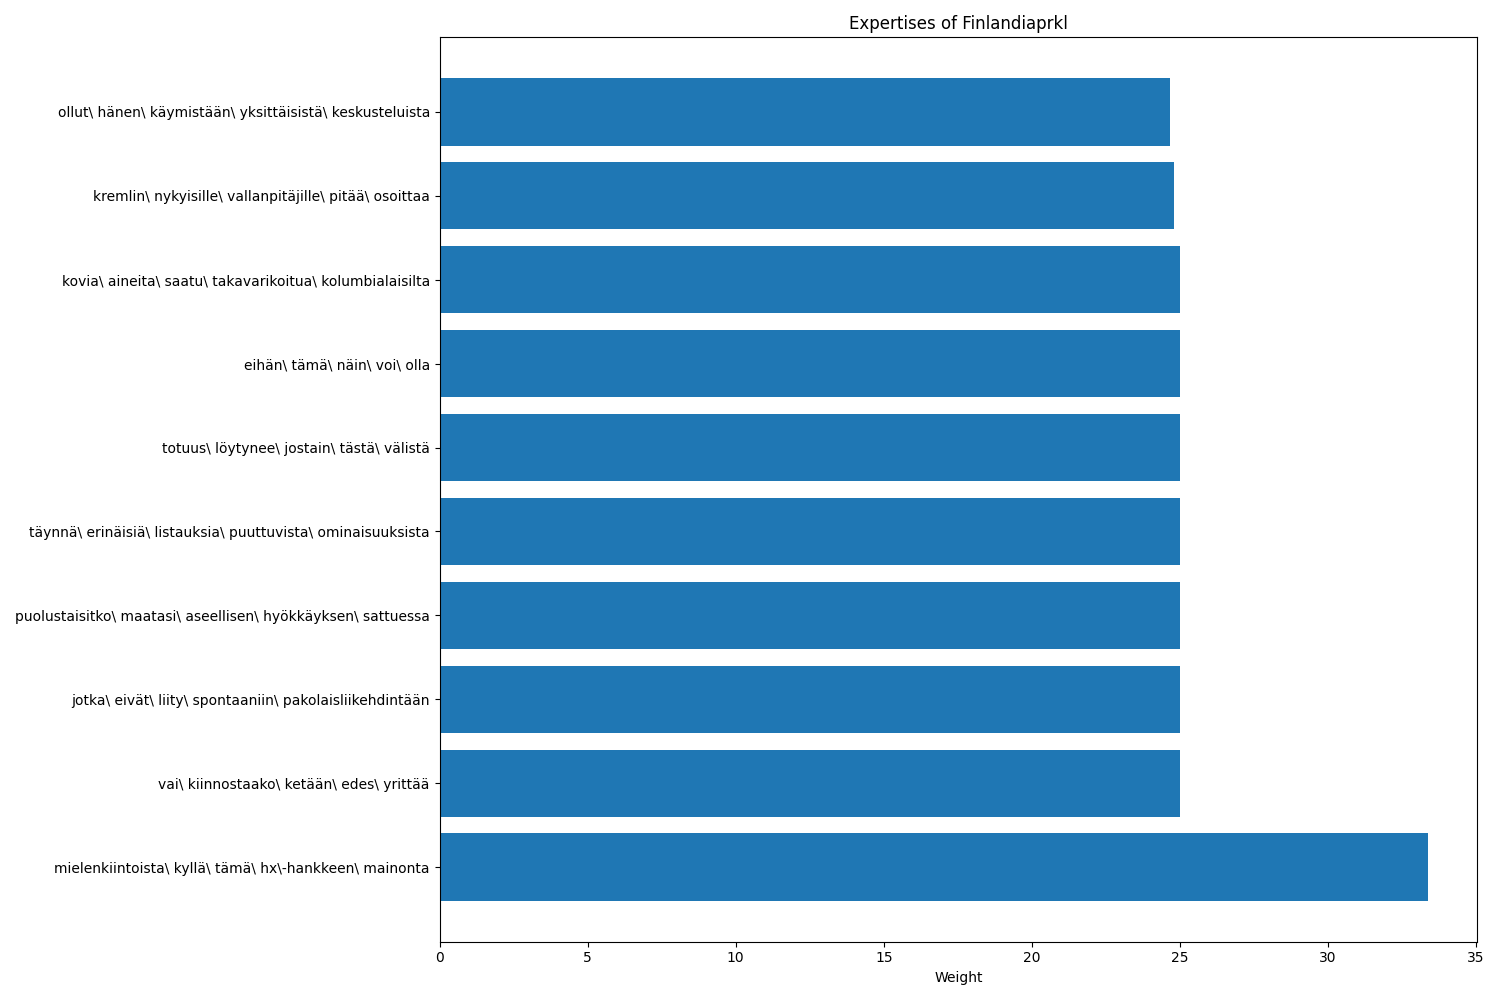 Expertises of Finlandiaprkl
ollut\ hänen\ käymistään\ yksittäisistä\ keskusteluista
kremlin\ nykyisille\ vallanpitäjille\ pitää\ osoittaa
kovia\ aineita\ saatu\ takavarikoitua\ kolumbialaisilta
eihän\ tämä\ näin\ voi\ olla
totuus\ löytynee\ jostain\ tästä\ välistä
täynnä\ erinäisiä\ listauksia\ puuttuvista\ ominaisuuksista
puolustaisitko\ maatasi\ aseellisen\ hyökkäyksen\ sattuessa
jotka\ eivät\ liity\ spontaaniin\ pakolaisliikehdintään
vai\ kiinnostaako\ ketään\ edes\ yrittää
mielenkiintoista\ kyllä\ tämä\ hx\-hankkeen\ mainonta
0 5 10 15 20 25 30 35
Weight